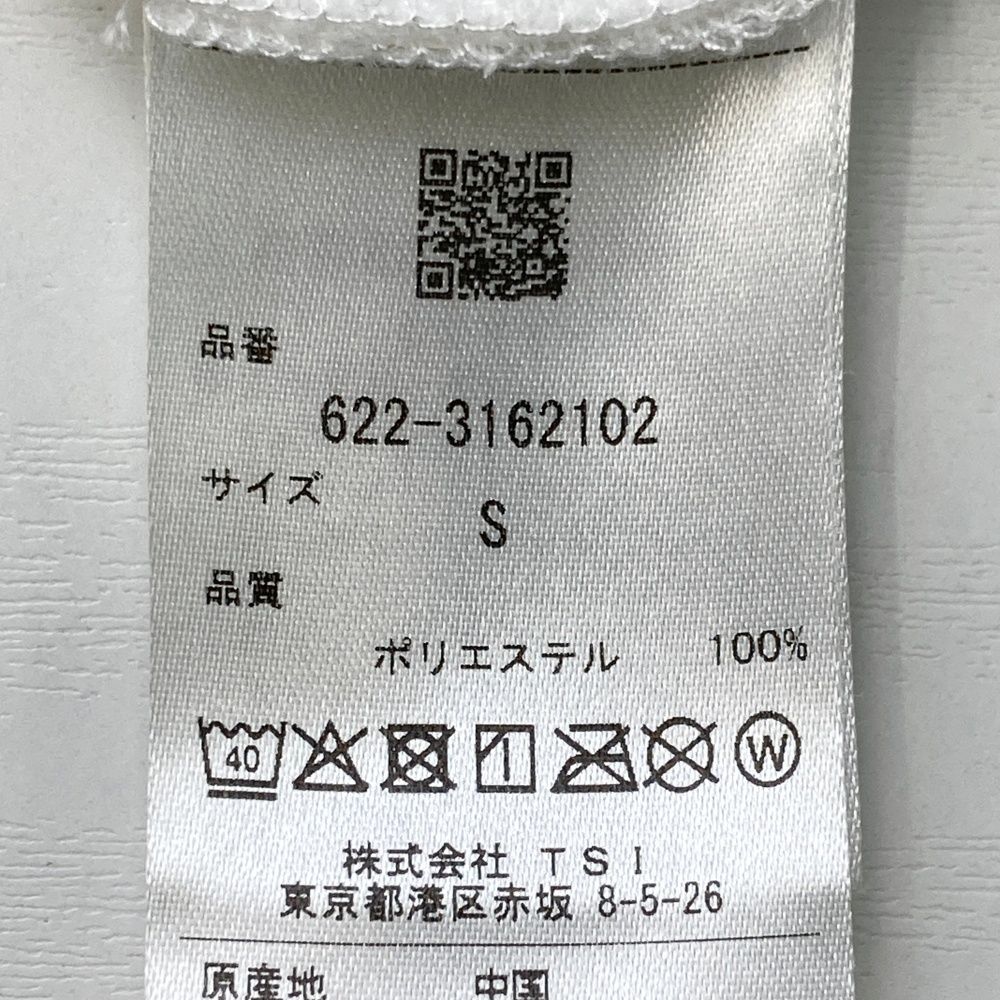 品番
622-3162102
サイズ
S
品質
ポリエステル 100%
40 W
株式会社 TSI
東京都港区赤坂 8-5-26
原産地 中国